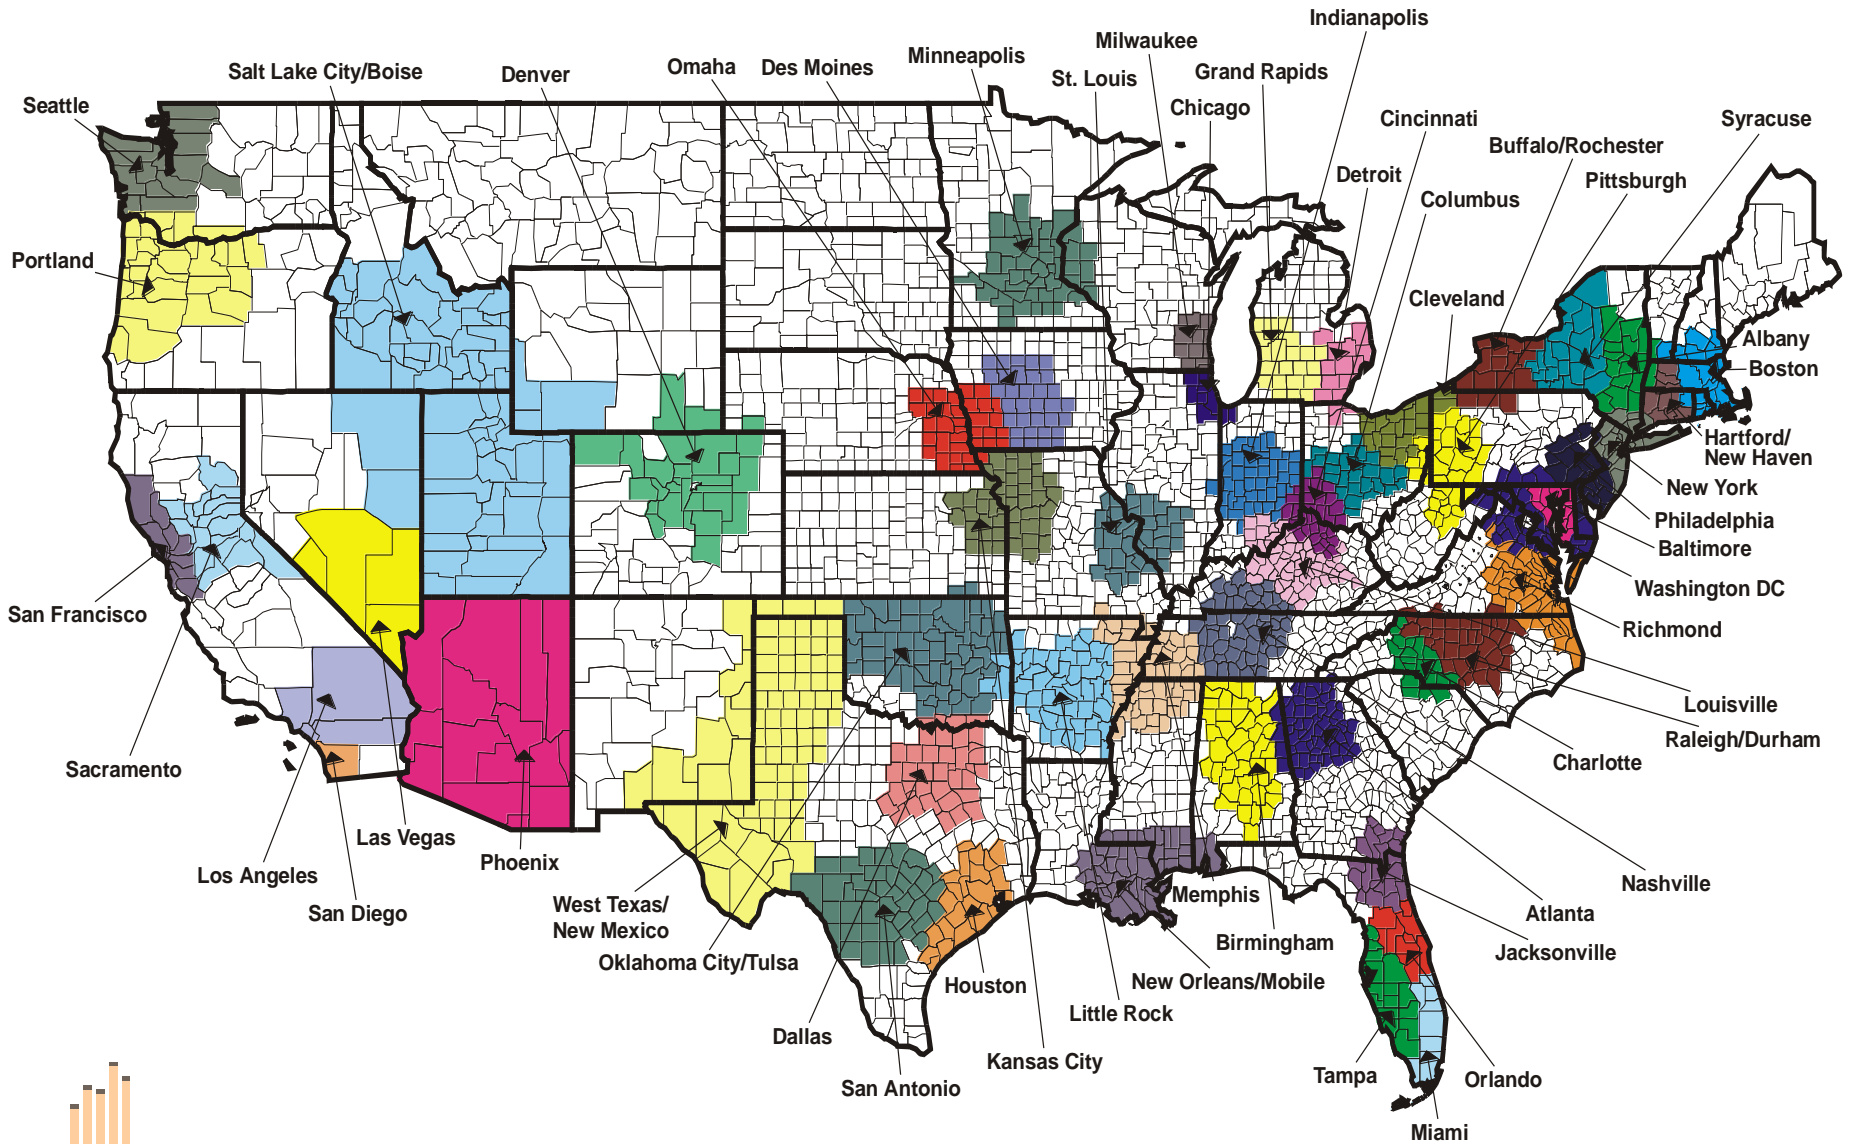 Indianapolis
Milwaukee
Minneapolis
Salt Lake City/Boise
Denver
Omaha
Des Moines
St. Louis
Grand Rapids
Seattle
Chicago
Cincinnati
Syracuse
Buffalo/Rochester
Detroit
Pittsburgh
Columbus
Portland
Cleveland
Albany
Boston
Hartford/
New Haven
New York
Philadelphia
Baltimore
Washington DC
San Francisco
Richmond
Louisville
Raleigh/Durham
Charlotte
Sacramento
Las Vegas
Phoenix
Los Angeles
San Diego
Nashville
Memphis
West Texas/
New Mexico
Atlanta
Birmingham
Jacksonville
Oklahoma City/Tulsa
New Orleans/Mobile
Houston
Little Rock
Dallas
Kansas City
San Antonio
Tampa
Orlando
Miami